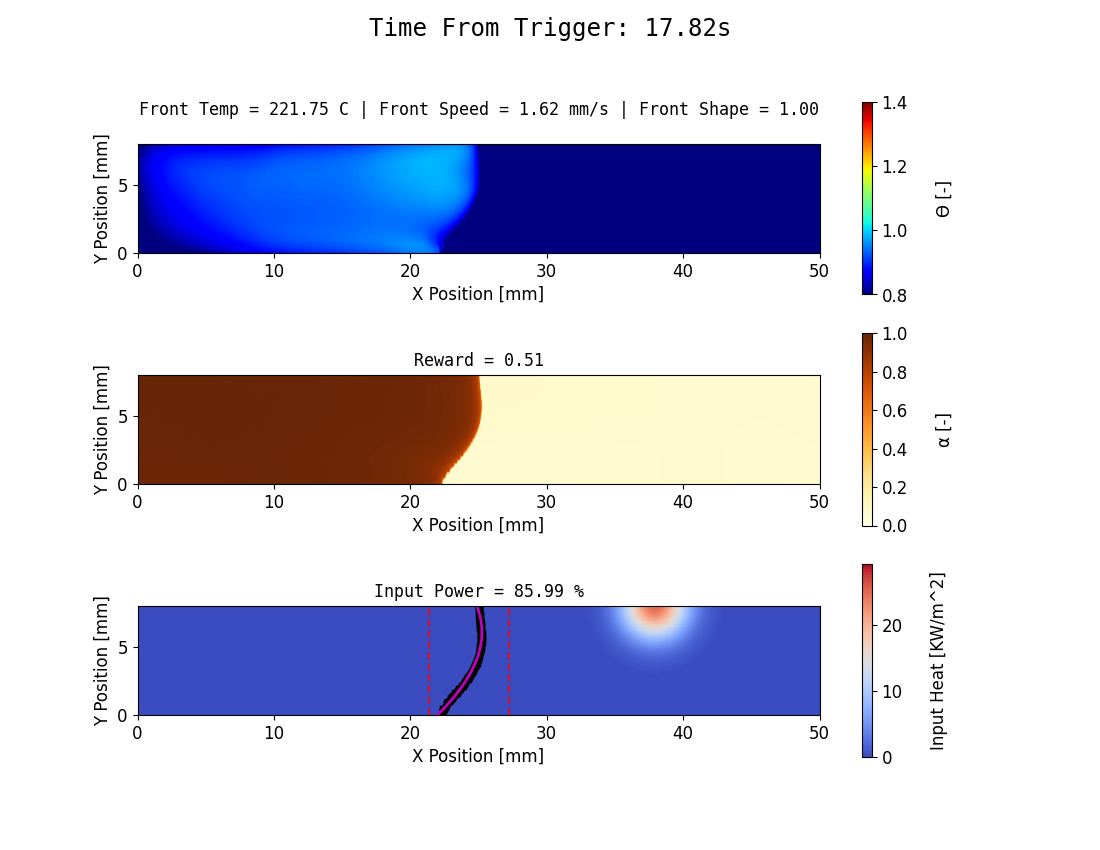 Time From Trigger: 17.82s
Front Temp = 221.75 C | Front Speed = 1.62 mm/s | Front Shape = 1.00
Y Position [mm]
5
0
0 10 20 30 40 50
X Position [mm]
1.4
1.2
1.0
0.8
Θ [-]
Reward = 0.51
Y Position [mm]
5
0
0 10 20 30 40 50
X Position [mm]
1.0
0.8
0.6
0.4
0.2
0.0
α [-]
Input Power = 85.99 %
Y Position [mm]
5
0
0 10 20 30 40 50
X Position [mm]
20
10
0
Input Heat [KW/m^2]